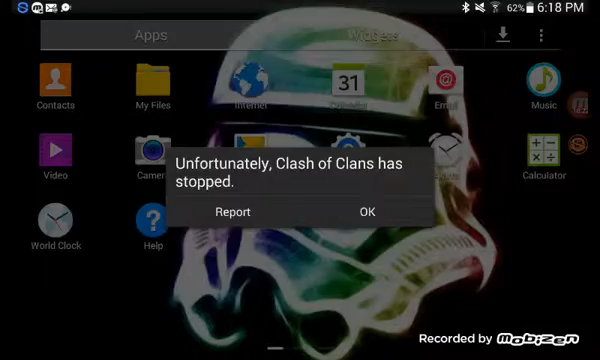 62% 6:18 PM
Apps Widgets
31
Contacts My Files Internet Calendar Email Music
Unfortunately, Clash of Clans has
stopped.
Video Camera Calculator
Report OK
World Clock Help
Recorded by Mobizen